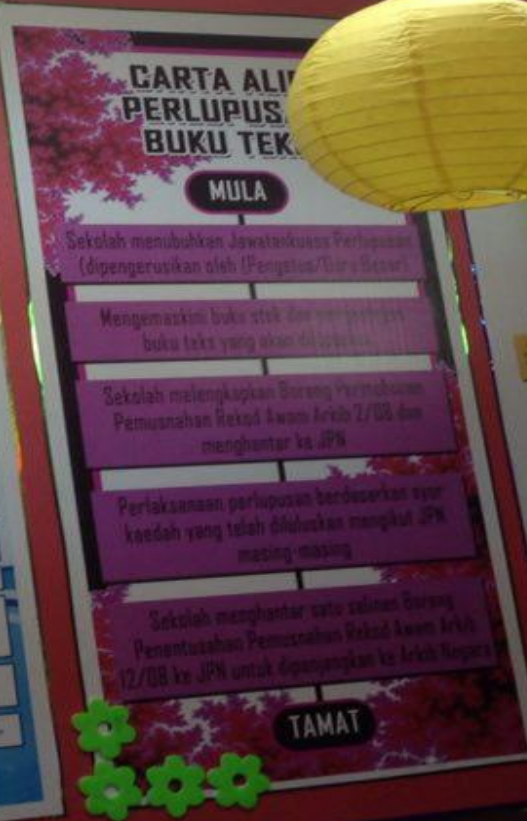 CARTA ALI
PERLUPUS
BUKU TEK
MULA
Sekolah menubuhkan Jawatankuasa Perlupusan
(dipengerusikan oleh (Pengetua/Guru Besar)
Mengemaskini buku stok dan
buku teks yang akan dilupuskan
Sekolah melengkapkan Borang Permohonan
Pemusnahan Rekod Awam Arkib 2/08 dan
menghantar ke JPN
Perlaksanaan perlupusan berdasarkan syor
kaedah yang telah diluluskan mengikut JPN
masing-masing
Sekolah menghantar satu salinan Borang
Pemusnahan Rekod Awam Arkib
12/08 ke JPN untuk dipanjangkan ke Arkib Negara
TAMAT